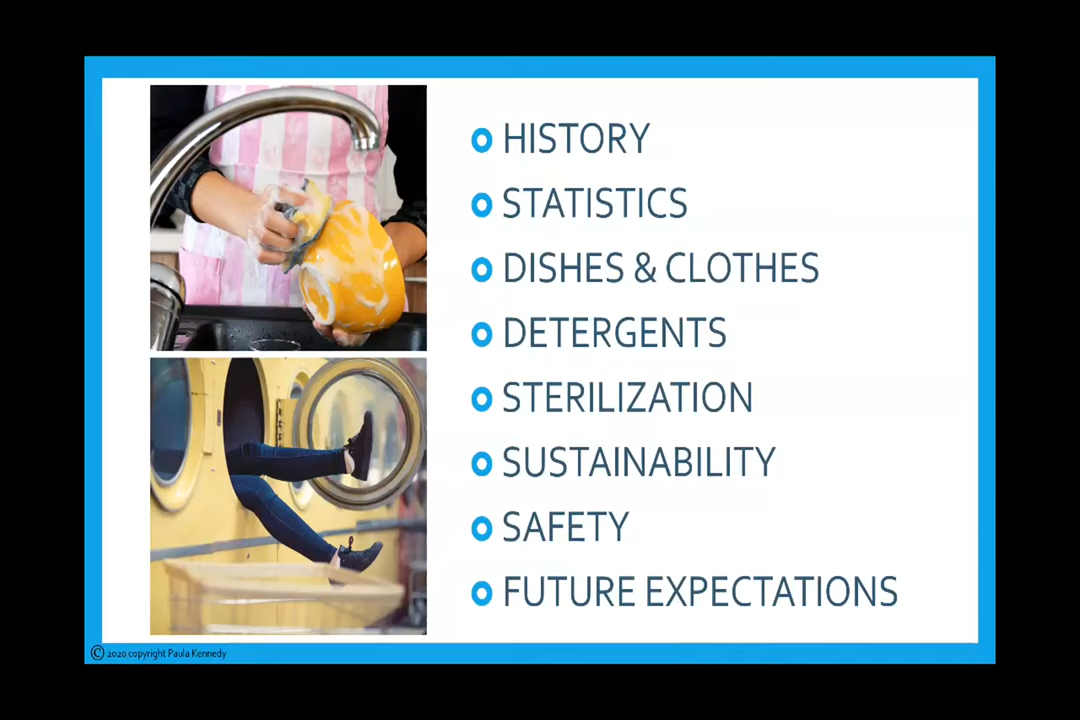 HISTORY
STATISTICS
DISHES & CLOTHES
DETERGENTS
STERILIZATION
SUSTAINABILITY
SAFETY
FUTURE EXPECTATIONS
© 2020 copyright Paula Kennedy